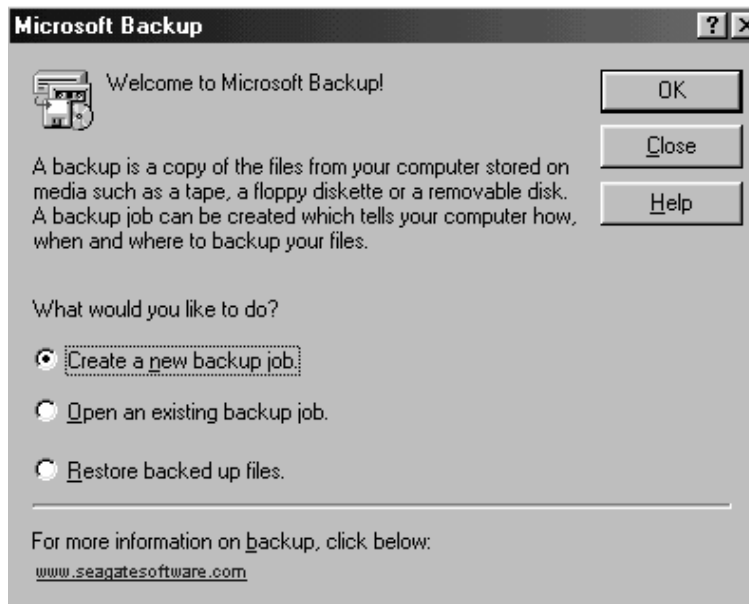 Microsoft Backup
? X
Welcome to Microsoft Backup!
OK
Close
Help
A backup is a copy of the files from your computer stored on
media such as a tape, a floppy diskette or a removable disk.
A backup job can be created which tells your computer how,
when and where to backup your files.
What would you like to do?
Create a new backup job.
Open an existing backup job.
Restore backed up files.
For more information on backup, click below:
www.seagatesoftware.com